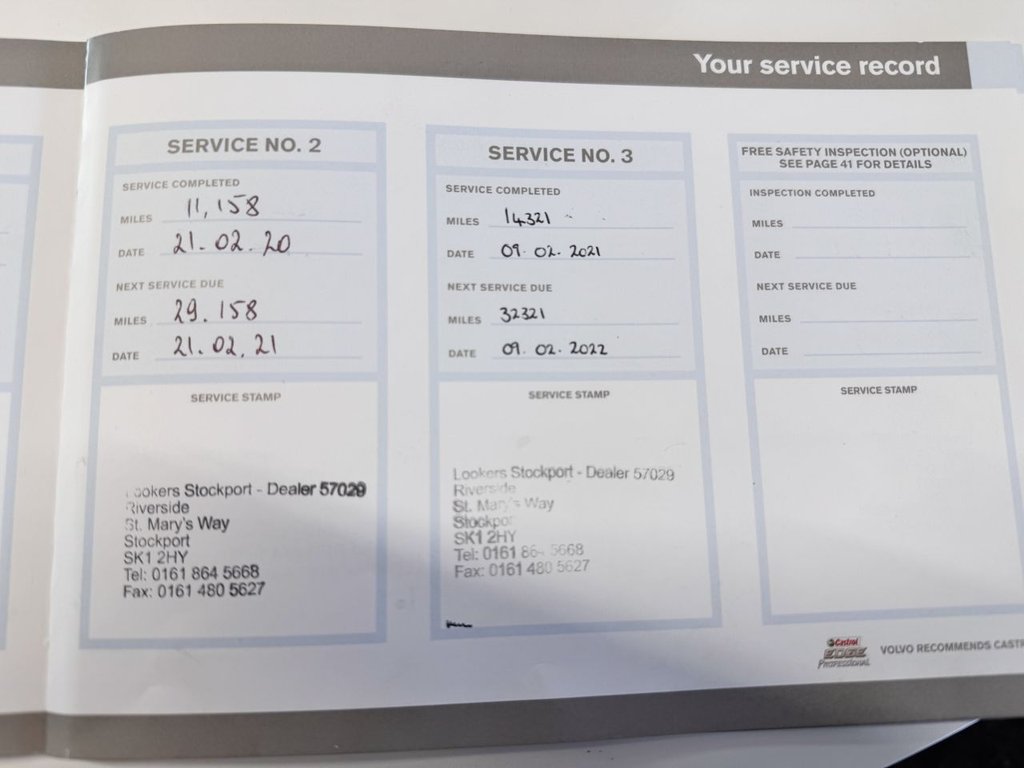 Your service record
SERVICE NO. 2
SERVICE COMPLETED
MILES 11,158
DATE 21.02.20
NEXT SERVICE DUE
MILES 29.158
DATE 21.02.21
SERVICE STAMP
ookers Stockport - Dealer 57029
Riverside
St. Mary's Way
Stockport
SK1 2HY
Tel: 0161 864 5668
Fax: 0161 480 5627
SERVICE NO. 3
SERVICE COMPLETED
MILES 14321
DATE 09.02.2021
NEXT SERVICE DUE
MILES 32321
DATE 09.02.2022
SERVICE STAMP
Lookers Stockport - Dealer 57029
Riverside
St. Mary's Way
Stockpor
SK1 2HY
Tel: 0161 864 5668
Fax: 0161 480 5627
FREE SAFETY INSPECTION (OPTIONAL)
SEE PAGE 41 FOR DETAILS
INSPECTION COMPLETED
MILES
DATE
NEXT SERVICE DUE
MILES
DATE
SERVICE STAMP
Castrol
EDGE
PROFESSIONAL
VOLVO RECOMMENDS CASTR